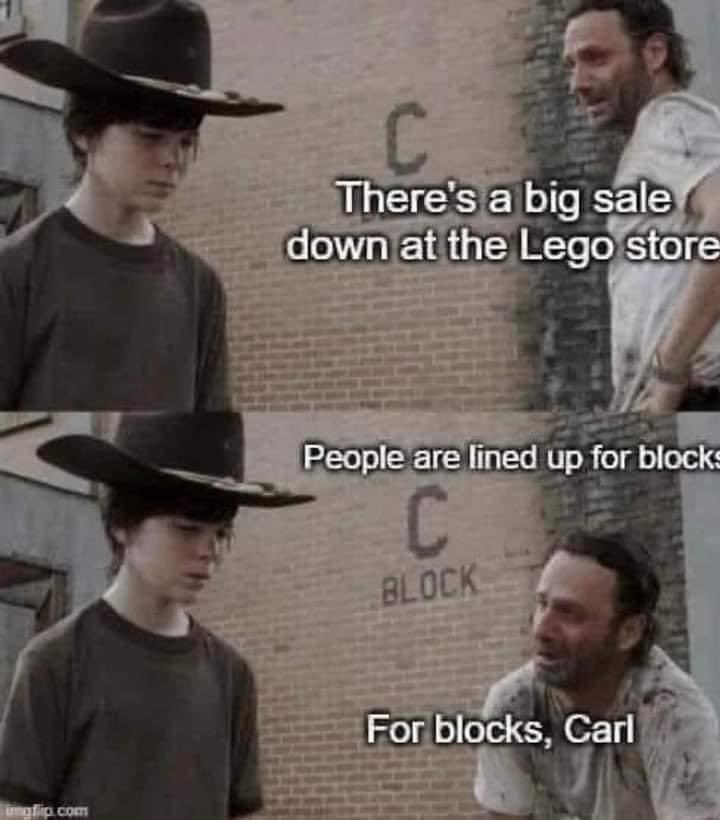 C
There's a big sale
down at the Lego store
People are lined up for blocks
C
BLOCK
For blocks, Carl
imgflip.com